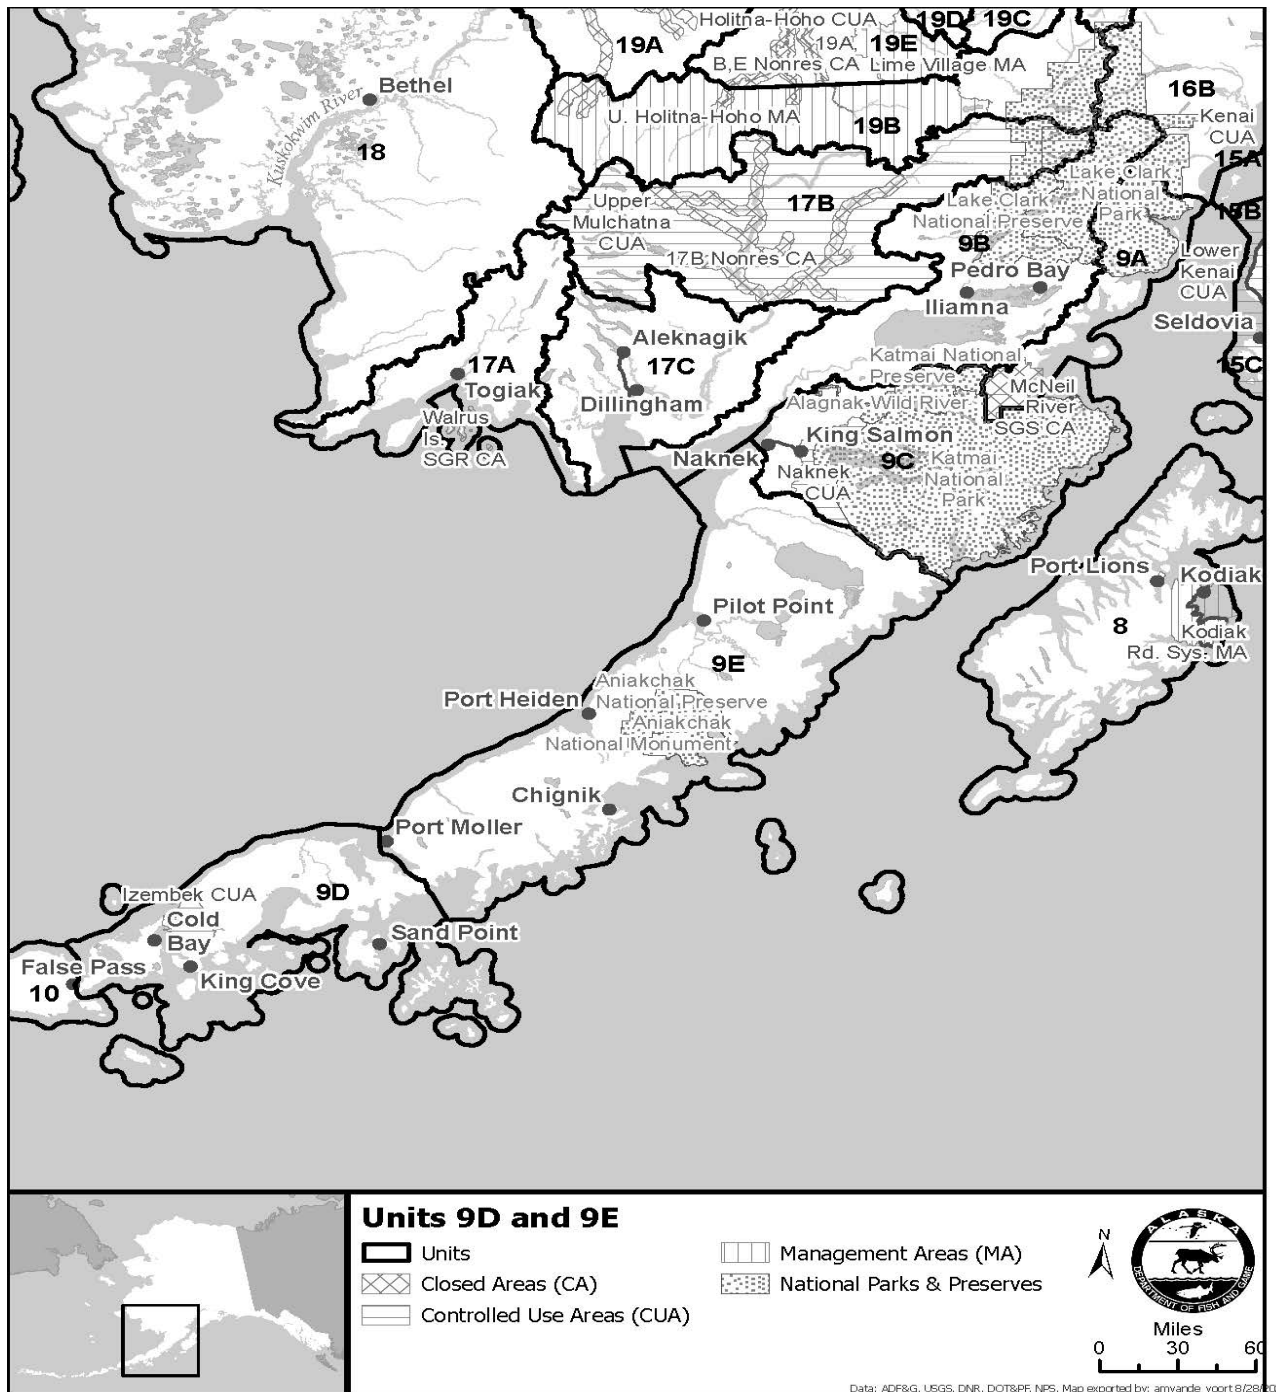 Holitna-Hoho CUA
19D
19C
19A
19A,
19E
B,E Nonres CA
Lime Village MA
Bethel
Kuskokwim River
18
U. Holitna-Hoho MA
19B
16B
Kenai
CUA
15A
15B
Lake Clark
National
Park
Lake Clark
National Preserve
Upper
Mulchatna
CUA
17B
17B Nonres CA
9B
9A
Lower
Kenai
CUA
Pedro Bay
Iliamna
Seldovia
15C
Aleknagik
17C
17A
Togiak
Dillingham
Walrus
Is.
SGR CA
Katmai National
Preserve
Alagnak Wild River
McNeil
River
SGS CA
Naknek
King Salmon
9C
Katmai
National
Park
Naknek
CUA
Port Lions
Kodiak
8
Kodiak
Rd. Sys. MA
Pilot Point
9E
Aniakchak
National Preserve
Port Heiden
Aniakchak
National Monument
Chignik
Port Moller
Izembek CUA
9D
Cold
Bay
Sand Point
False Pass
10
King Cove
Units 9D and 9E
Units
Closed Areas (CA)
Controlled Use Areas (CUA)
Management Areas (MA)
National Parks & Preserves
N
ALASKA
DEPARTMENT OF FISH AND GAME
Miles
0 30 60
Data: ADF&G, USGS, DNR, DOT&PF, NPS. Map exported by: amvande_voort 8/28/20